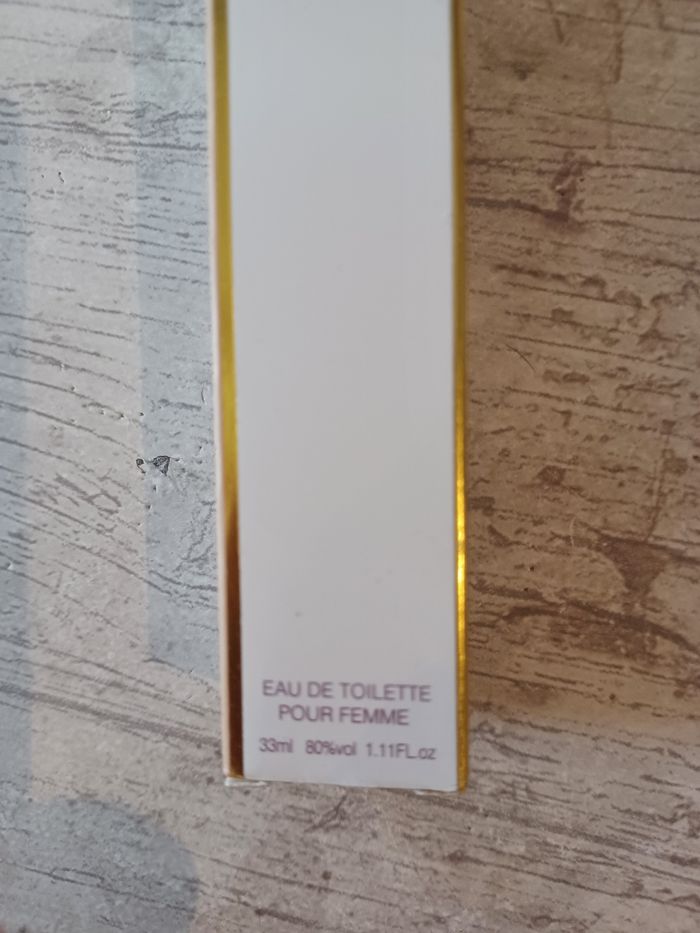 EAU DE TOILETTE
POUR FEMME
33ml 80%vol 1.11FL.oz